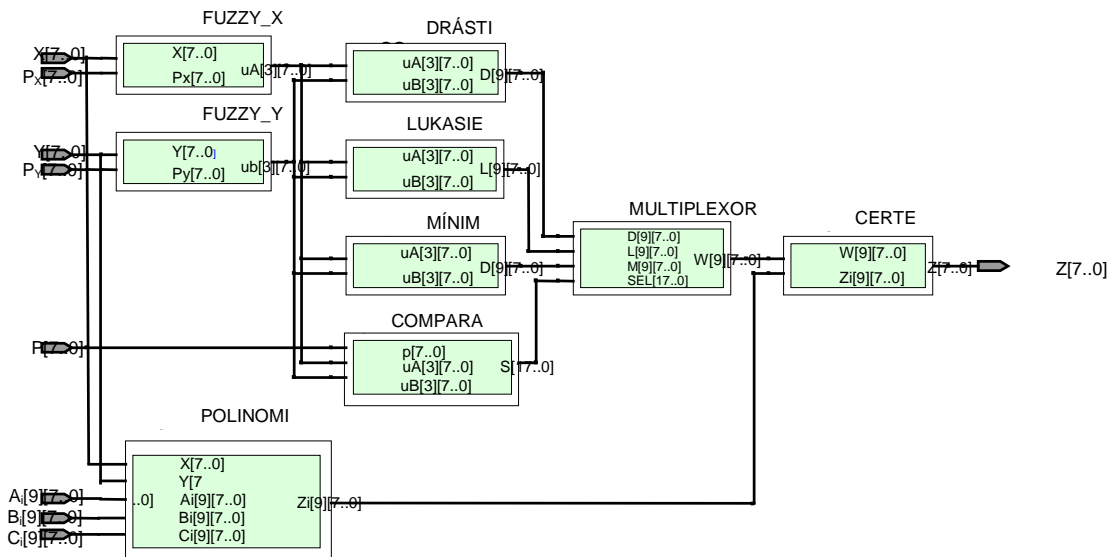 FUZZY_X
X[7..0]
PX[7..0]
X[7..0]
Px[7..0]
uA[3][7..0]
FUZZY_Y
Y[7..0]
PY[7..0]
Y[7..0]
Py[7..0]
ub[3][7..0]
DRÁSTI
uA[3][7..0]
uB[3][7..0]
D[9][7..0]
LUKASIE
uA[3][7..0]
uB[3][7..0]
L[9][7..0]
MÍNIM
uA[3][7..0]
uB[3][7..0]
D[9][7..0]
COMPARA
P[7..0]
p[7..0]
uA[3][7..0]
uB[3][7..0]
S[17..0]
MULTIPLEXOR
D[9][7..0]
L[9][7..0]
M[9][7..0]
SEL[17..0]
W[9][7..0]
CERTE
W[9][7..0]
Zi[9][7..0]
Z[7..0]
Z[7..0]
POLINOMI
X[7..0]
Y[7
..0]
Ai[9][7..0]
Bi[9][7..0]
Ci[9][7..0]
Ai[9][7..0]
Bi[9][7..0]
Ci[9][7..0]
Zi[9][7..0]